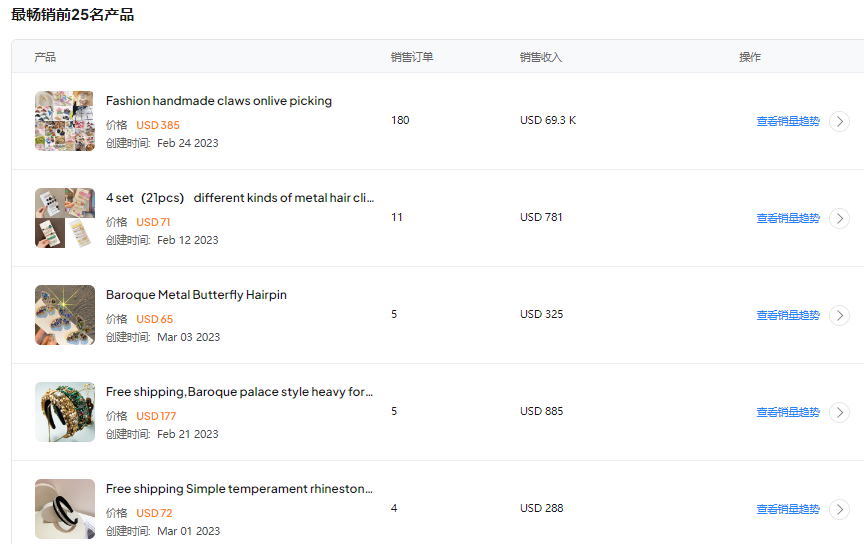 最畅销前25名产品
产品 销售订单 销售收入 操作
Fashion handmade claws onlive picking
价格 USD 385
创建时间: Feb 24 2023
180 USD 69.3 K 查看销量趋势
4 set（21pcs） different kinds of metal hair cli...
价格 USD 71
创建时间: Feb 12 2023
11 USD 781 查看销量趋势
Baroque Metal Butterfly Hairpin
价格 USD 65
创建时间: Mar 03 2023
5 USD 325 查看销量趋势
Free shipping,Baroque palace style heavy for...
价格 USD 177
创建时间: Feb 21 2023
5 USD 885 查看销量趋势
Free shipping Simple temperament rhineston...
价格 USD 72
创建时间: Mar 01 2023
4 USD 288 查看销量趋势